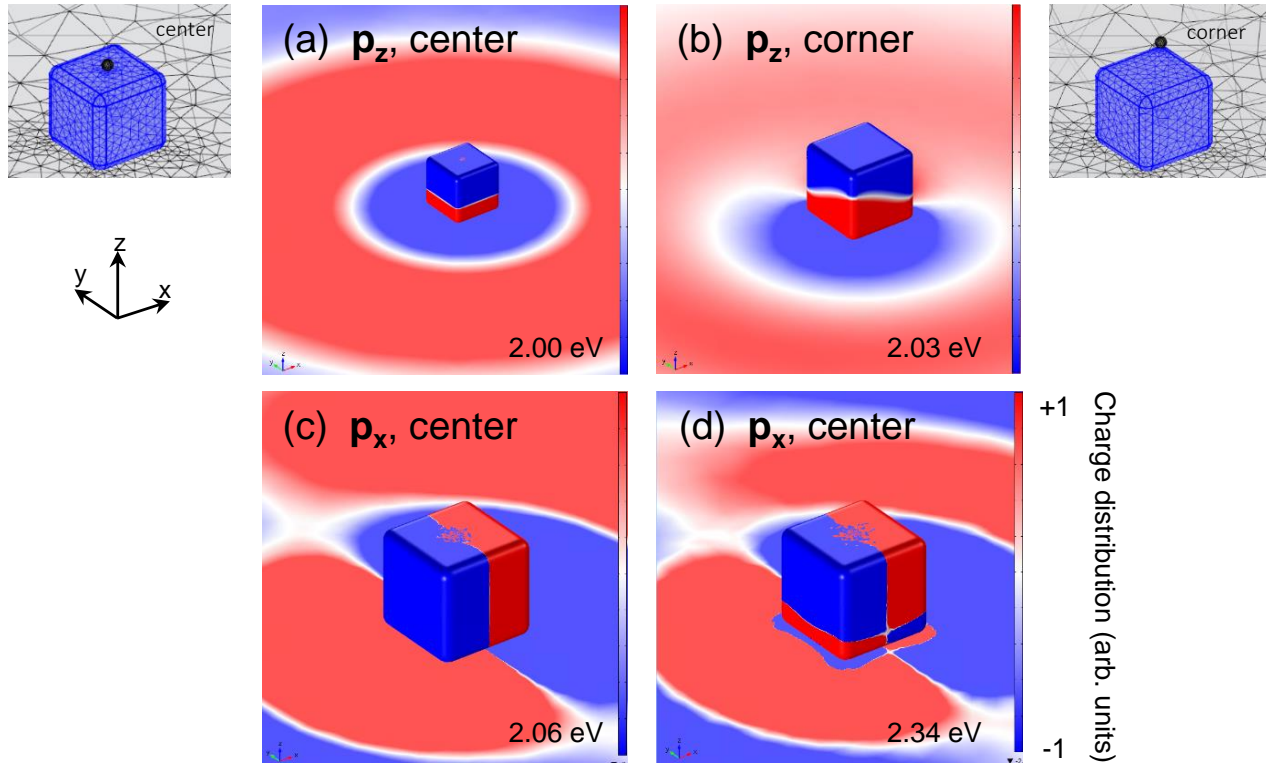 center
(a) pz, center
(b) pz, corner
corner
z
y
x
2.00 eV
2.03 eV
z
y
x
z
y
x
(c) px, center
(d) px, center
+1
Charge distribution (arb. units)
-1
2.06 eV
2.34 eV
z
y
x
z
y
x